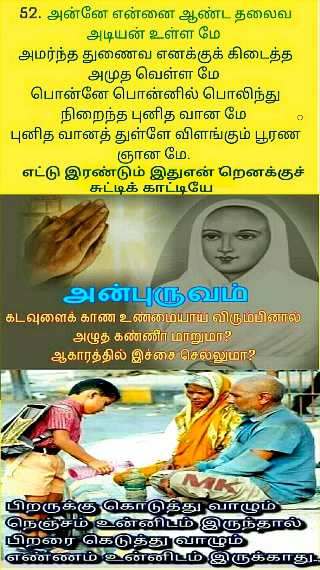 52. அன்னே என்னை ஆண்ட தலைவ
அடியன் உள்ள மே
அமர்ந்த துணைவ எனக்குக் கிடைத்த
அமுத வெள்ள மே
பொன்னே பொன்னில் பொலிந்து
நிறைந்த புனித வான மே
புனித வானத் துள்ளே விளங்கும் பூரண
ஞான மே.
எட்டு இரண்டும் இதுஎன் றெனக்குச்
சுட்டிக் காட்டியே
அன்புருவம்
கடவுளைக் காண உண்மையாய் விரும்பினால்
அழுத கண்ணீர் மாறுமா?
ஆகாரத்தில் இச்சை செல்லுமா?
MK
பிறருக்கு கொடுத்து வாழும்
நெஞ்சம் உன்னிடம் இருந்தால்
பிறரை கெடுத்து வாழும்
எண்ணம் உன்னிடம் இருக்காது.